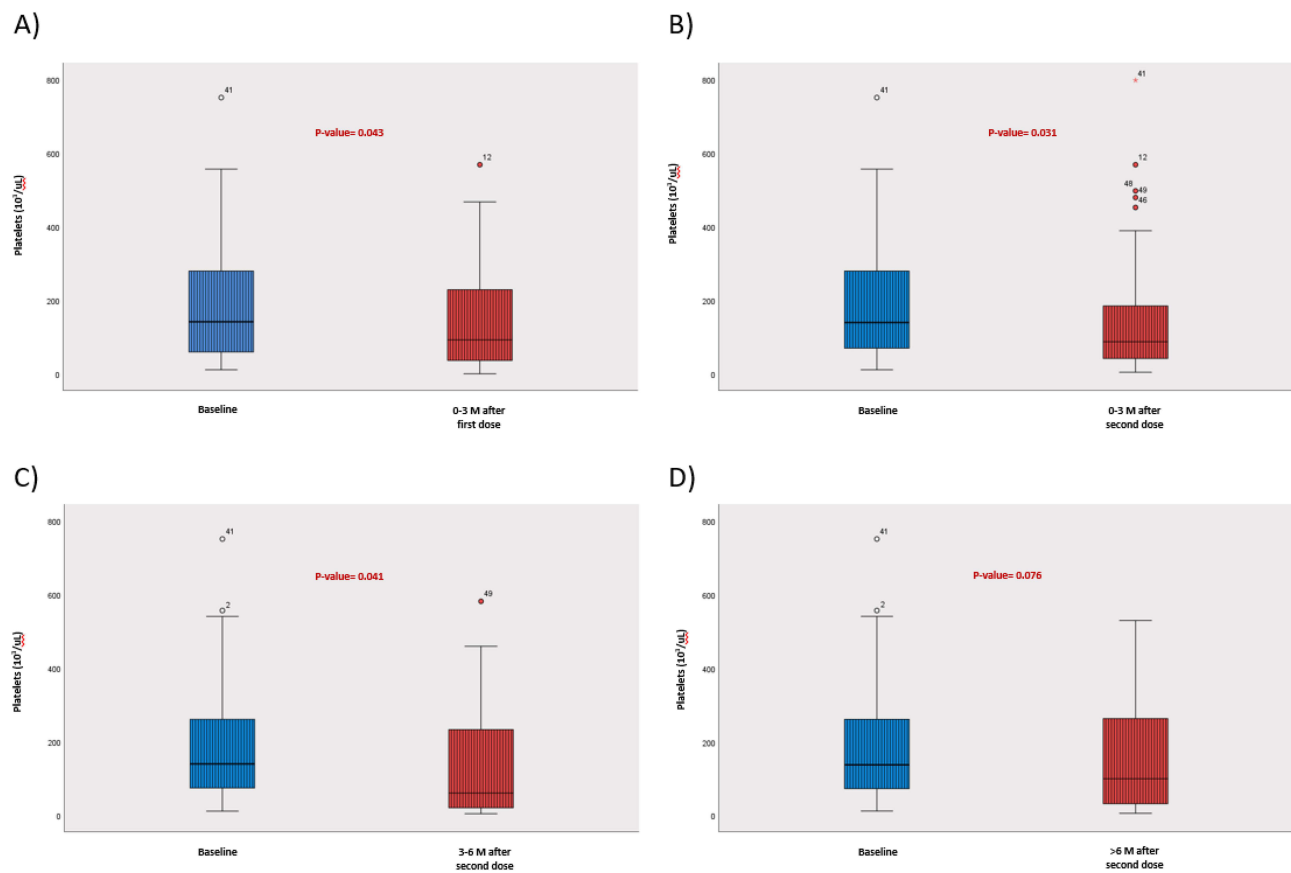 A)
Platelets (10³/uL)
800
600
400
200
0
41
P-value= 0.043
12
Baseline
0-3 M after
first dose
B)
Platelets (10³/uL)
800
600
400
200
0
41
P-value= 0.031
41
12
48
49
46
Baseline
0-3 M after
second dose
C)
Platelets (10³/uL)
800
600
400
200
0
41
2
P-value= 0.041
49
Baseline
3-6 M after
second dose
D)
Platelets (10³/uL)
800
600
400
200
0
41
2
P-value= 0.076
Baseline
>6 M after
second dose